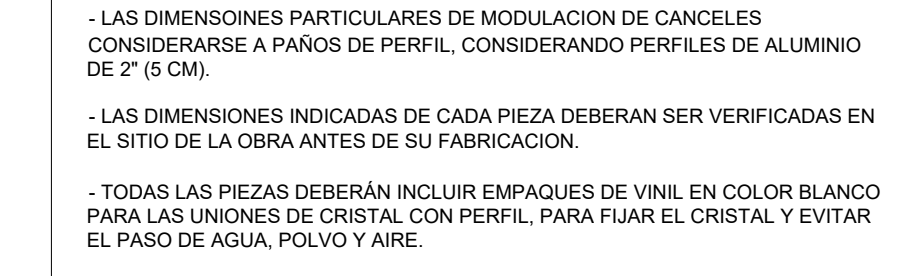 - LAS DIMENSOINES PARTICULARES DE MODULACION DE CANCELES
CONSIDERARSE A PAÑOS DE PERFIL, CONSIDERANDO PERFILES DE ALUMINIO
DE 2" (5 CM).
- LAS DIMENSIONES INDICADAS DE CADA PIEZA DEBERAN SER VERIFICADAS EN
EL SITIO DE LA OBRA ANTES DE SU FABRICACION.
- TODAS LAS PIEZAS DEBERÁN INCLUIR EMPAQUES DE VINIL EN COLOR BLANCO
PARA LAS UNIONES DE CRISTAL CON PERFIL, PARA FIJAR EL CRISTAL Y EVITAR
EL PASO DE AGUA, POLVO Y AIRE.